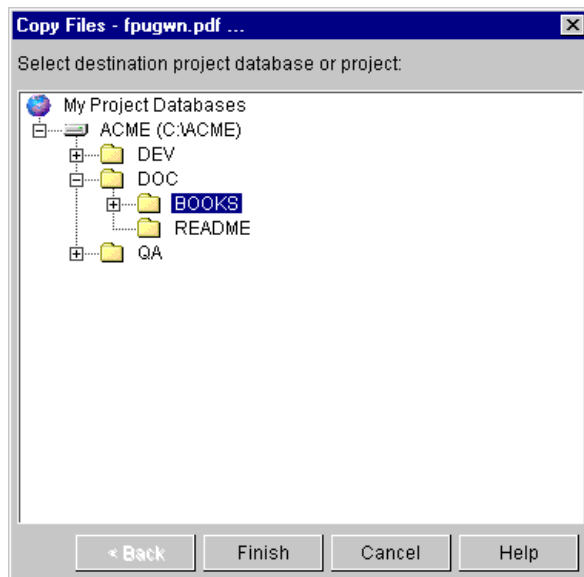 Copy Files - fpugwn.pdf ...
Select destination project database or project:
My Project Databases
ACME (C:\ACME)
DEV
DOC
BOOKS
README
QA
< Back Finish Cancel Help